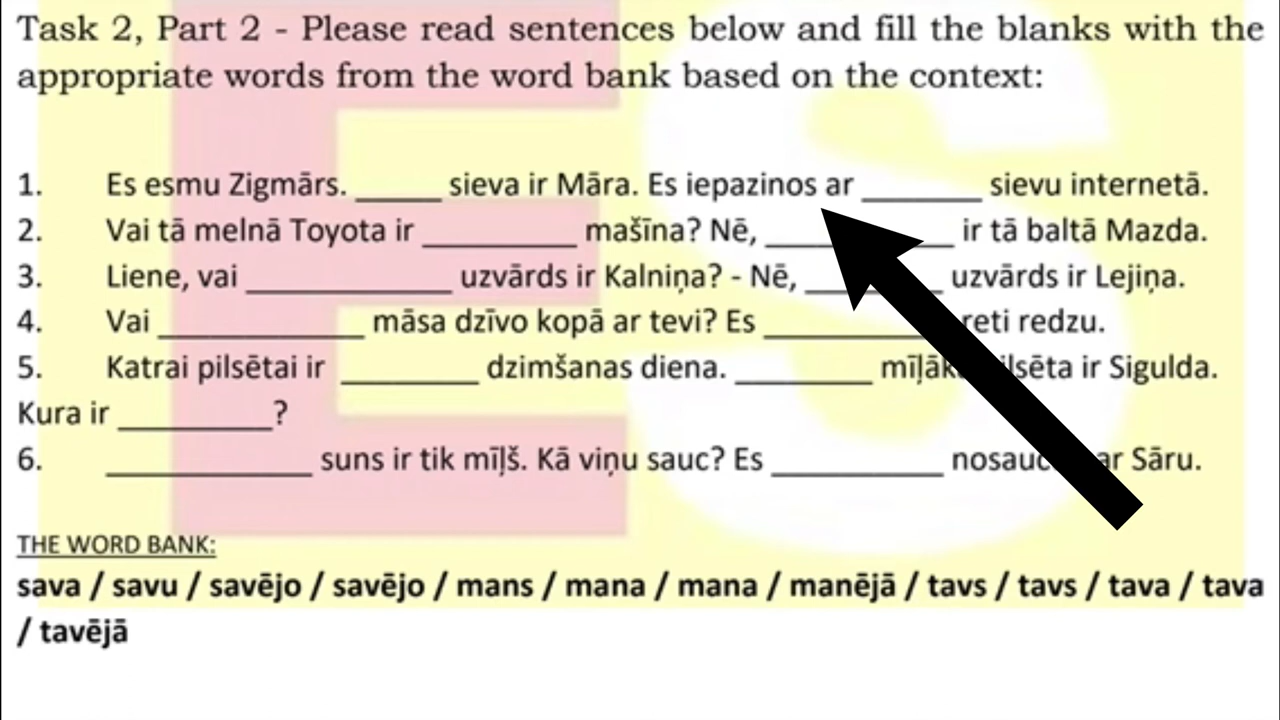 Task 2, Part 2 - Please read sentences below and fill the blanks with the
appropriate words from the word bank based on the context:
1. Es esmu Zigmārs. _____ sieva ir Māra. Es iepazinos ar _______ sievu internetā.
2. Vai tā melnā Toyota ir _________ mašīna? Nē, ___________ ir tā baltā Mazda.
3. Liene, vai ____________ uzvārds ir Kalniņa? - Nē, ________ uzvārds ir Lejiņa.
4. Vai ____________ māsa dzīvo kopā ar tevi? Es ___________ reti redzu.
5. Katrai pilsētai ir ________ dzimšanas diena. ________ ir Sigulda.
Kura ir _________?
6. ____________ suns ir tik mīļš. Kā viņu sauc? Es __________ ar Sāru.
THE WORD BANK:
sava / savu / savējo / savējo / mans / mana / mana / manējā / tavs / tavs / tava / tava
/ tavējā